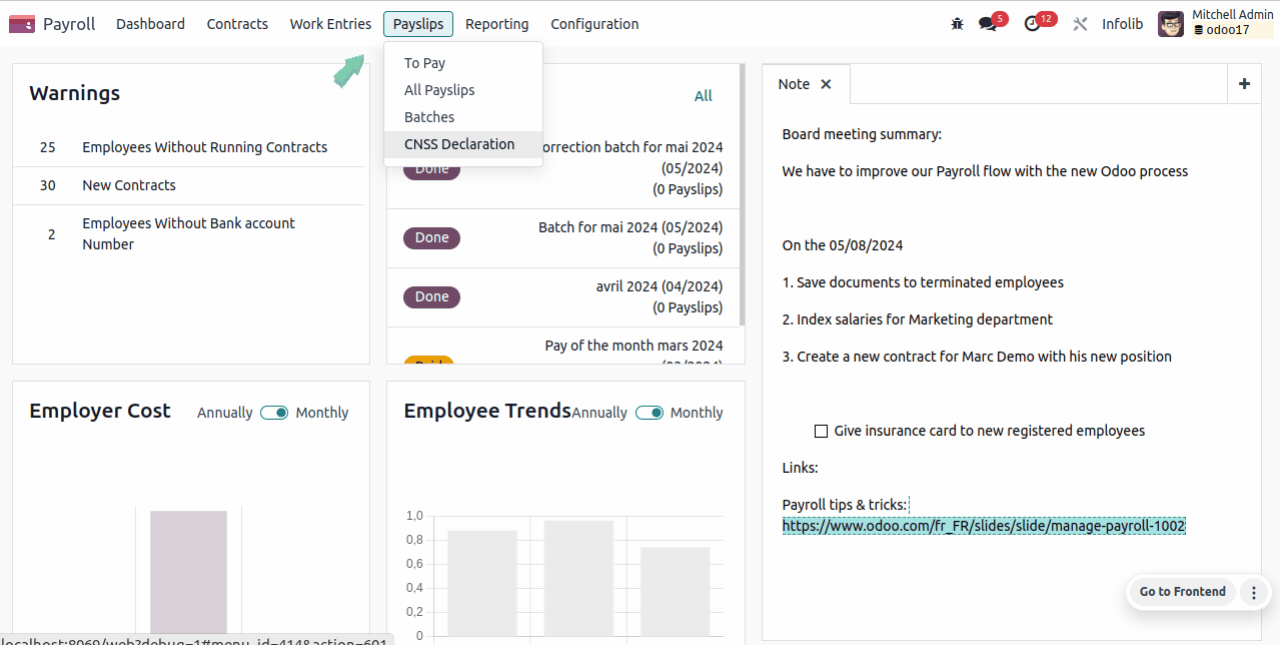 Payroll Dashboard Contracts Work Entries Payslips Reporting Configuration 5 12 Infolib Mitchell Admin
odoo17
To Pay
All Payslips
Batches
CNSS Declaration
Warnings
25 Employees Without Running Contracts
30 New Contracts
2 Employees Without Bank account
Number
All
orrection batch for mai 2024
(05/2024)
Done
(0 Payslips)
Batch for mai 2024 (05/2024)
Done
(0 Payslips)
avril 2024 (04/2024)
Done
(0 Payslips)
Pay of the month mars 2024
Note
+
Board meeting summary:
We have to improve our Payroll flow with the new Odoo process
On the 05/08/2024
1. Save documents to terminated employees
2. Index salaries for Marketing department
3. Create a new contract for Marc Demo with his new position
Give insurance card to new registered employees
Links:
Payroll tips & tricks:
https://www.odoo.com/fr_FR/slides/slide/manage-payroll-1002
Employer Cost Annually Monthly
Employee Trends Annually Monthly
1,0
0,8
0,6
0,4
0,2
0
Go to Frontend
localhost:8069/web?debug=1#menu_id=414&action=601